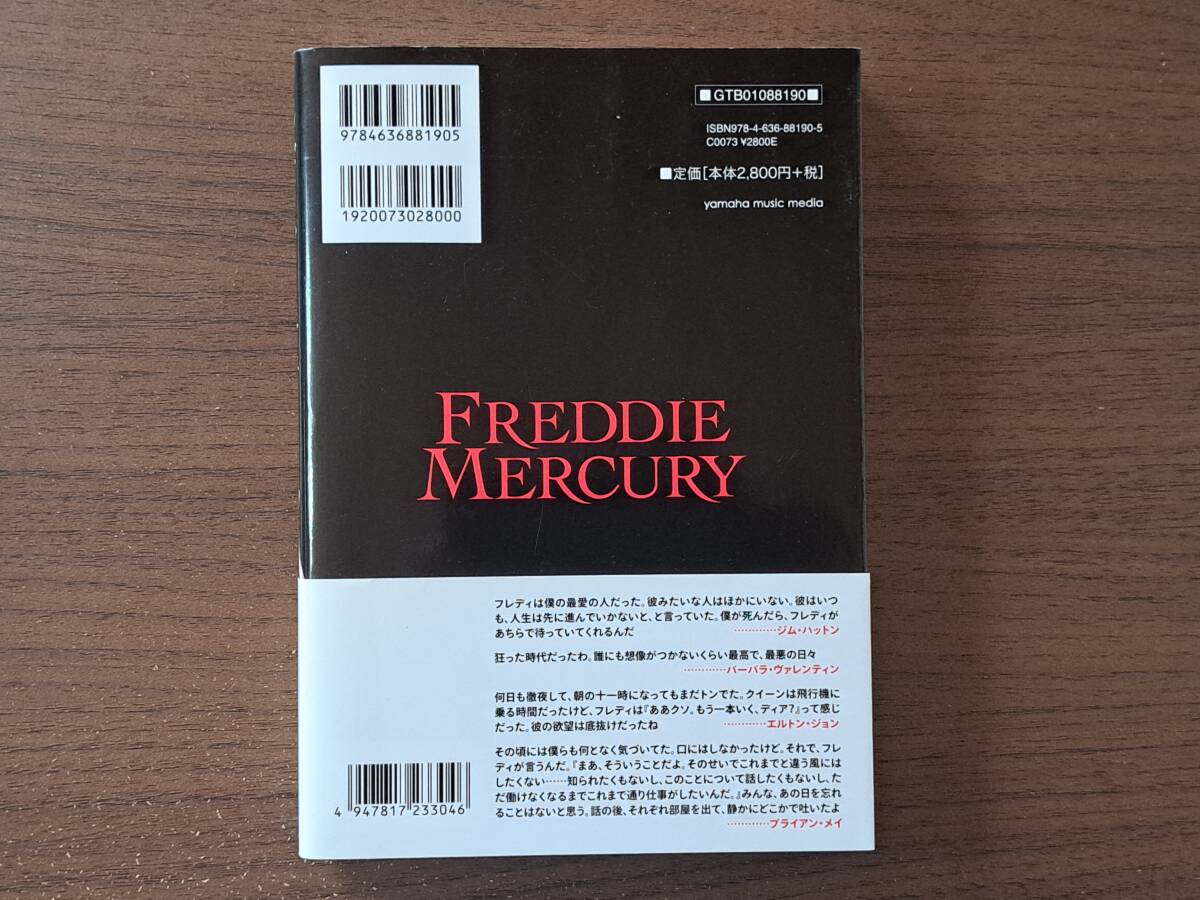 9784636881905
1920073028000
■GTB01088190■
ISBN978-4-636-88190-5
C0073 ¥2800E
■定価[本体2,800円+税]
yamaha music media
FREDDIE
MERCURY
フレディは僕の最愛の人だった。彼みたいな人はほかにいない。彼はいつ
も、人生は先に進んでいかないと、と言っていた。僕が死んだら、フレディが
あちらで待っていてくれるんだ …………ジム・ハットン
狂った時代だったわ。誰にも想像がつかないくらい最高で、最悪の日々
…………バーバラ・ヴァレンティン
何日も徹夜して、朝の十一時になってもまだトンでた。クイーンは飛行機に
乗る時間だったけど、フレディは『ああクソ。もう一本いく、ディア?』って感じ
だった。彼の欲望は底抜けだったね …………エルトン・ジョン
その頃には僕らも何となく気づいてた。口にはしなかったけど。それで、フレ
ディが言うんだ。『まあ、そういうことだよ。そのせいでこれまでと違う風には
したくない……知られたくもないし、このことについて話したくもないし、た
だ働けなくなるまでこれまで通り仕事がしたいんだ。』みんな、あの日を忘れ
ることはないと思う。話の後、それぞれ部屋を出て、静かにどこかで吐いたよ
…………ブライアン・メイ
4 947817 233046